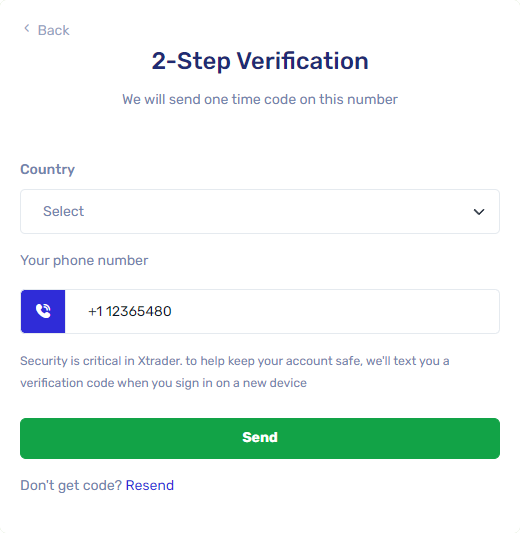 Back
2-Step Verification
We will send one time code on this number
Country
Select
Your phone number
+1 12365480
Security is critical in Xtrader. to help keep your account safe, we'll text you a
verification code when you sign in on a new device
Send
Don't get code? Resend